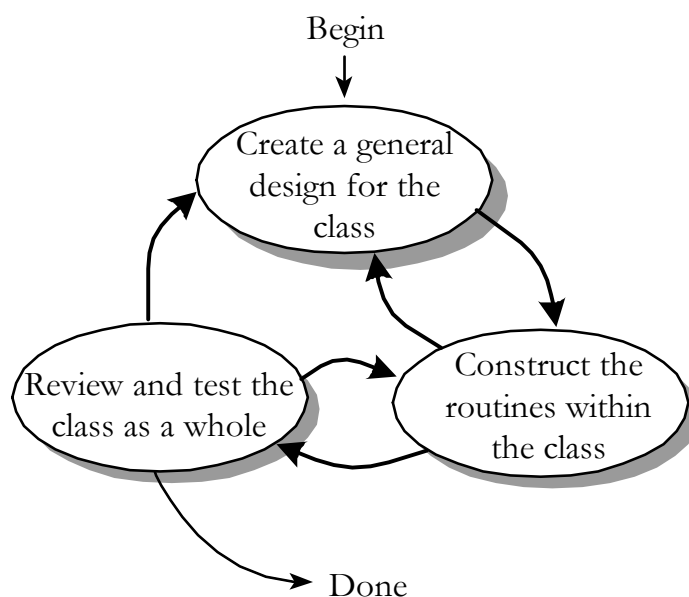 Begin
Create a general
design for the
class
Review and test the
class as a whole
Construct the
routines within
the class
Done